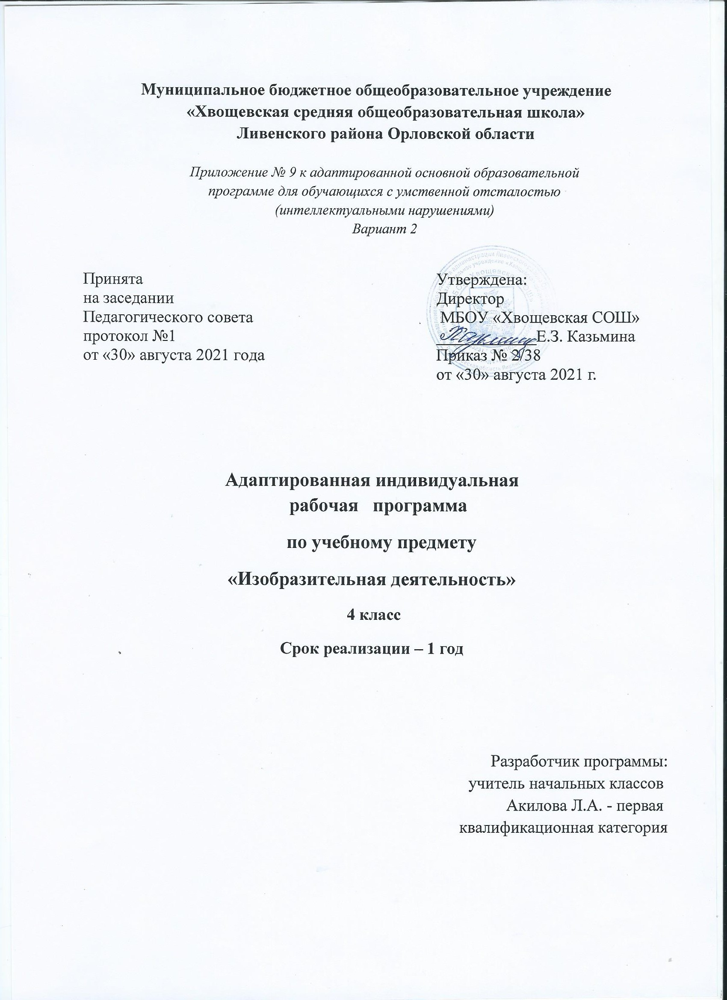 Муниципальное бюджетное общеобразовательное учреждение
«Хвощевская средняя общеобразовательная школа»
Ливенского района Орловской области
Приложение № 9 к адаптированной основной образовательной
программе для обучающихся с умственной отсталостью
(интеллектуальными нарушениями)
Вариант 2
Принята
на заседании
Педагогического совета
протокол №1
от «30» августа 2021 года
Утверждена:
Директор
МБОУ «Хвощевская СОШ»
Е.З. Казьмина
Приказ № 2/38
от «30» августа 2021 г.
Адаптированная индивидуальная
рабочая программа
по учебному предмету
«Изобразительная деятельность»
4 класс
Срок реализации – 1 год
Разработчик программы:
учитель начальных классов
Акилова Л.А. - первая
квалификационная категория